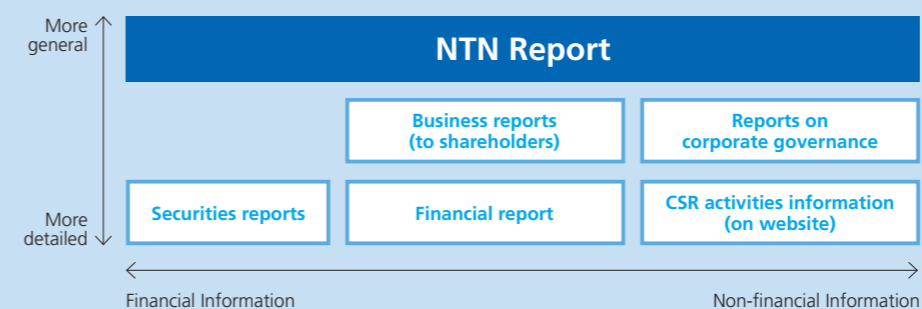 More
general
NTN Report
Business reports
(to shareholders)
Reports on
corporate governance
Securities reports
Financial report
CSR activities information
(on website)
More
detailed
Financial Information
Non-financial Information